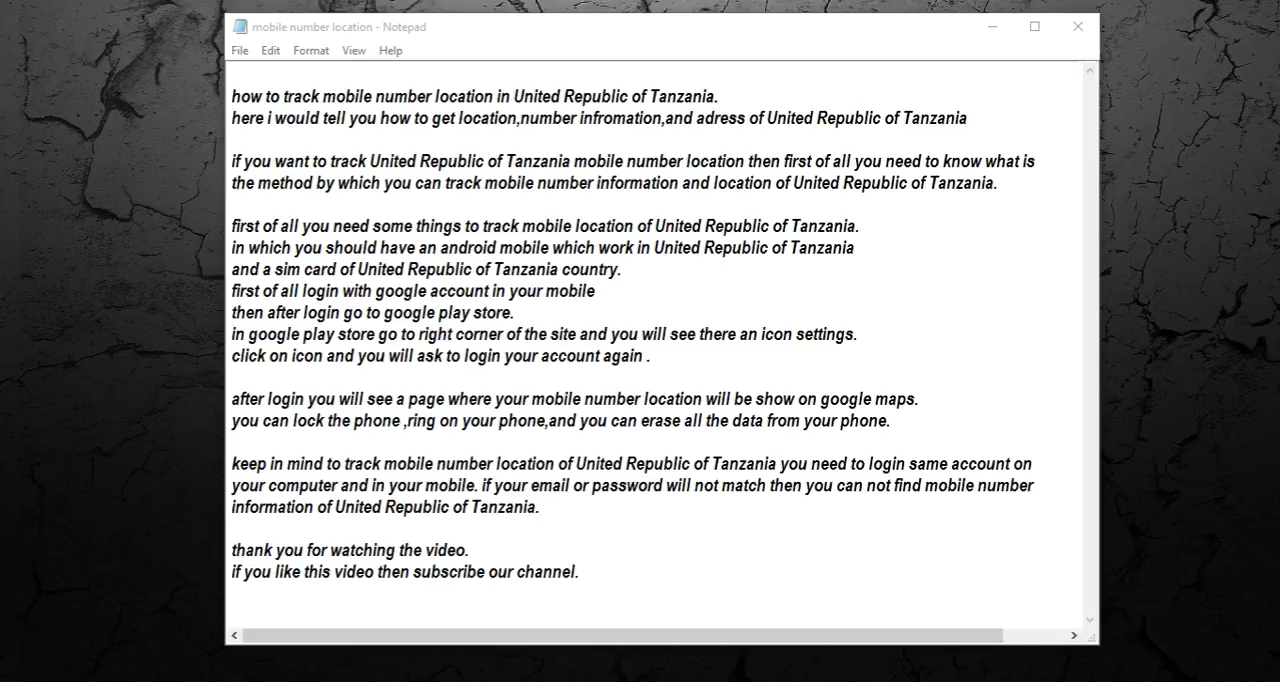 mobile number location - Notepad
File Edit Format View Help
how to track mobile number location in United Republic of Tanzania.
here i would tell you how to get location,number infromation,and adress of United Republic of Tanzania
if you want to track United Republic of Tanzania mobile number location then first of all you need to know what is
the method by which you can track mobile number information and location of United Republic of Tanzania.
first of all you need some things to track mobile location of United Republic of Tanzania.
in which you should have an android mobile which work in United Republic of Tanzania
and a sim card of United Republic of Tanzania country.
first of all login with google account in your mobile
then after login go to google play store.
in google play store go to right corner of the site and you will see there an icon settings.
click on icon and you will ask to login your account again .
after login you will see a page where your mobile number location will be show on google maps.
you can lock the phone ,ring on your phone,and you can erase all the data from your phone.
keep in mind to track mobile number location of United Republic of Tanzania you need to login same account on
your computer and in your mobile. if your email or password will not match then you can not find mobile number
information of United Republic of Tanzania.
thank you for watching the video.
if you like this video then subscribe our channel.